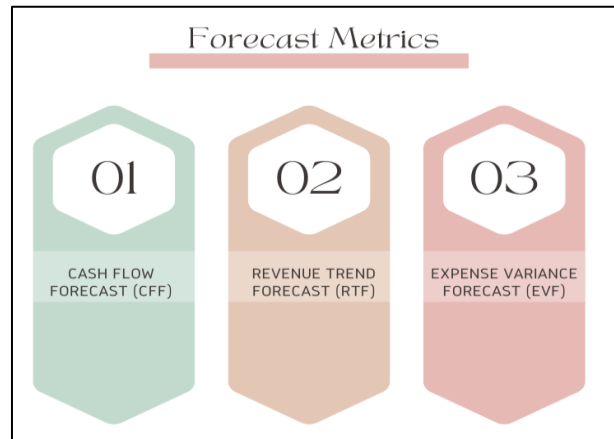 Forecast Metrics
01
CASH FLOW
FORECAST (CFF)
02
REVENUE TREND
FORECAST (RTF)
03
EXPENSE VARIANCE
FORECAST (EVF)